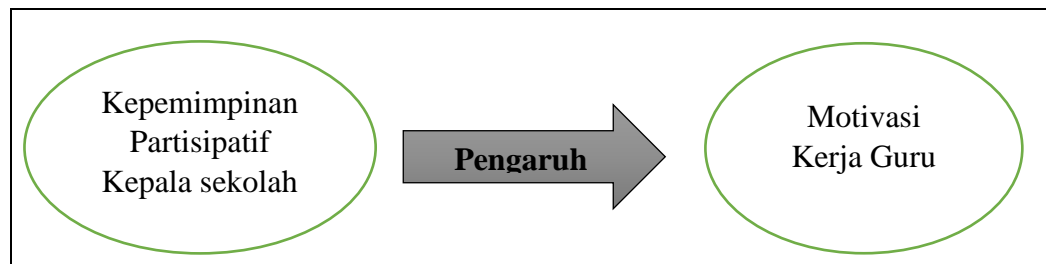 Kepemimpinan
Partisipatif
Kepala sekolah
Pengaruh
Motivasi
Kerja Guru